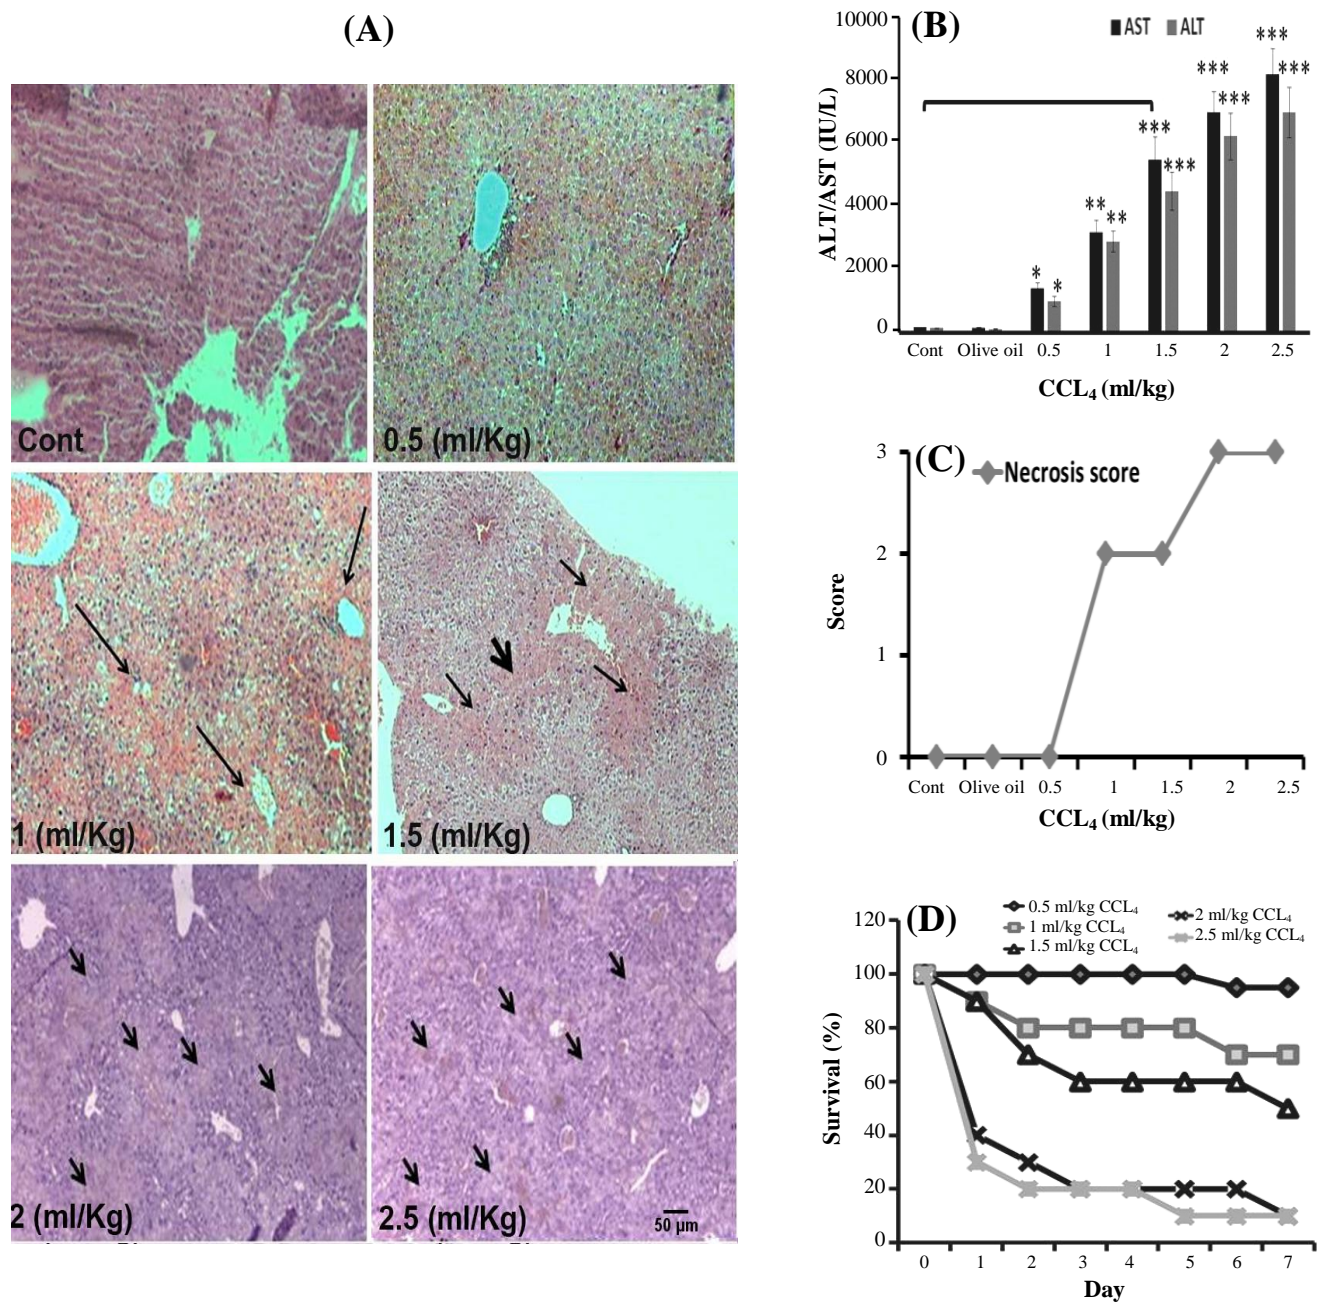 (A)
Cont
0.5 (ml/Kg)
1 (ml/Kg)
1.5 (ml/Kg)
2 (ml/Kg)
2.5 (ml/Kg)
50 µm
(B)
AST ALT
ALT/AST (IU/L)
10000
8000
6000
4000
2000
0
* * ** ** *** *** *** *** *** ***
Cont Olive oil 0.5 1 1.5 2 2.5
CCL₄ (ml/kg)
(C)
Necrosis score
Score
3
2
1
0
Cont Olive oil 0.5 1 1.5 2 2.5
CCL₄ (ml/kg)
(D)
0.5 ml/kg CCL₄
1 ml/kg CCL₄
1.5 ml/kg CCL₄
2 ml/kg CCL₄
2.5 ml/kg CCL₄
Survival (%)
120
100
80
60
40
20
0
0 1 2 3 4 5 6 7
Day